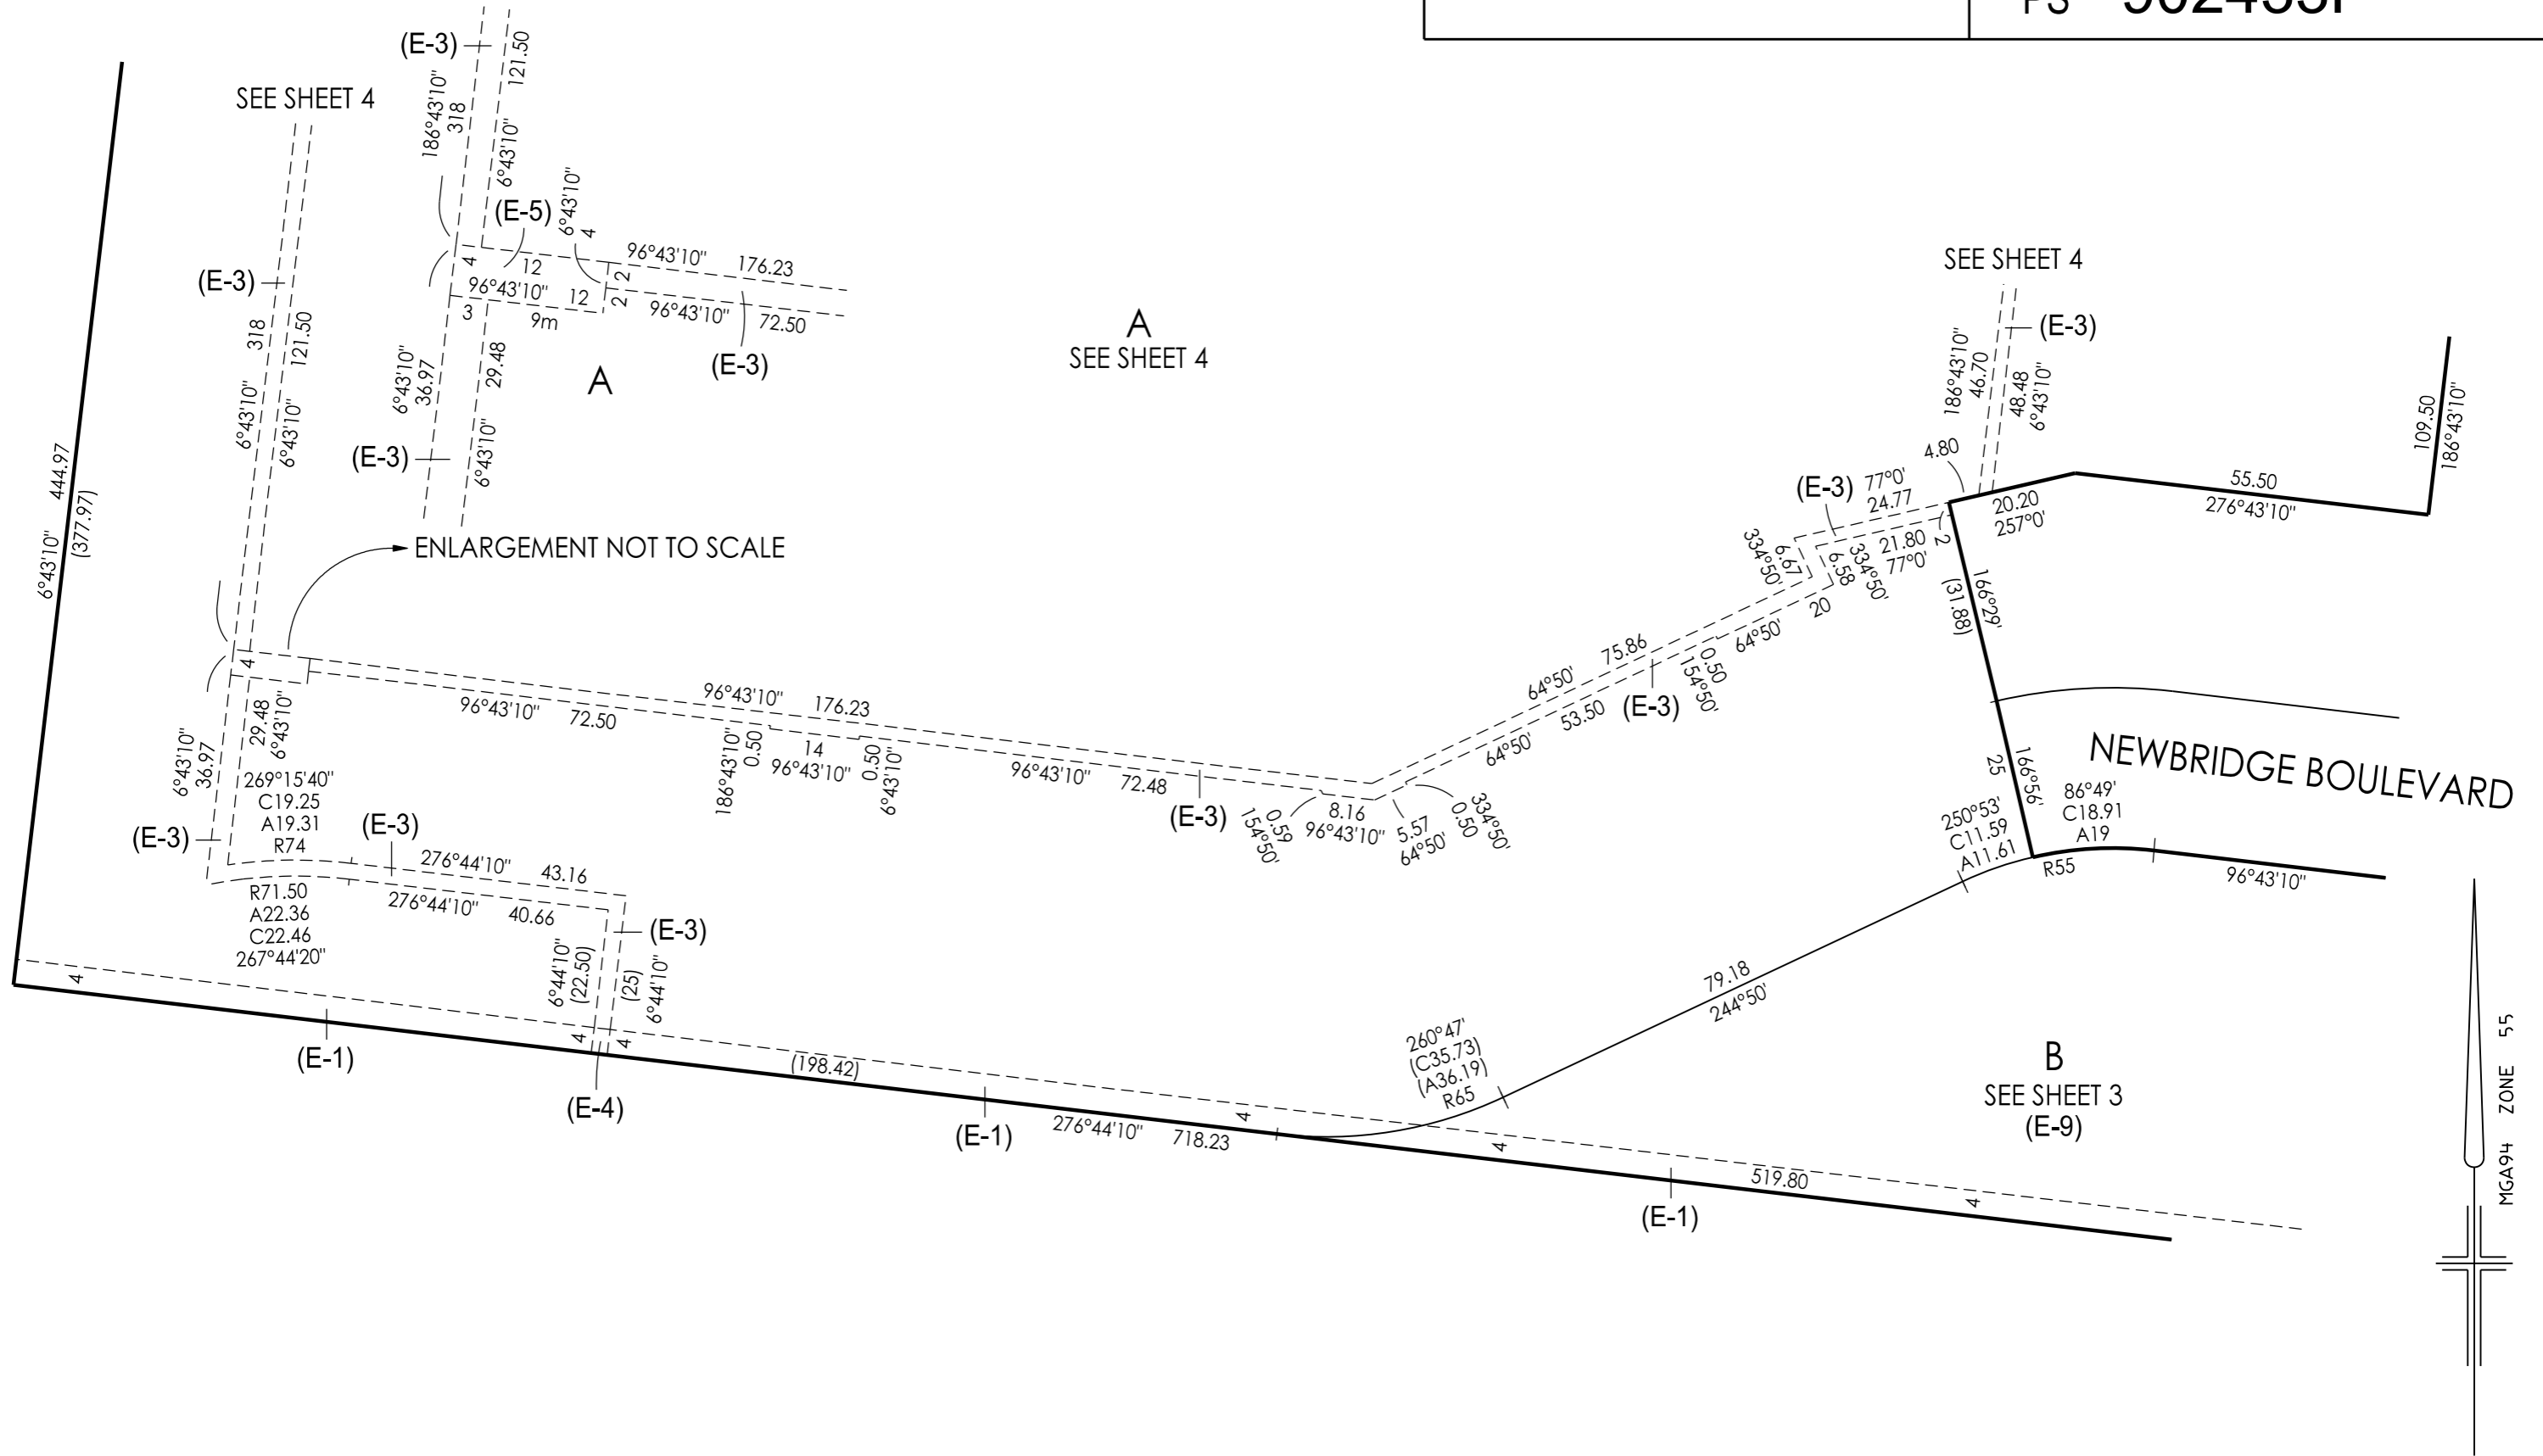 PS
(E-3)
121.50
186°43'10"
318
6°43'10"
SEE SHEET 4
(E-5)
6°43'10"
4
96°43'10" 176.23
4
12
2
96°43'10" 12
2
3
9m
96°43'10" 72.50
(E-3)
(E-3)
318
121.50
6°43'10"
6°43'10"
6°43'10"
36.97
29.48
6°43'10"
(E-3)
A
A
SEE SHEET 4
SEE SHEET 4
(E-3)
186°43'10"
46.70
48.48
6°43'10"
109.50
186°43'10"
4.80
(E-3)
77°0'
24.77
20.20
257°0'
55.50
276°43'10"
334°50'
6.67
6.58
334°50'
21.80
77°0'
2
20
166°29'
(31.88)
444.97
6°43'10"
(377.97)
ENLARGEMENT NOT TO SCALE
4
96°43'10" 176.23
96°43'10" 72.50
64°50' 75.86
64°50' 53.50
(E-3)
0.50
154°50'
64°50'
186°43'10"
0.50
14
96°43'10"
0.50
6°43'10"
96°43'10" 72.48
(E-3)
0.59
154°50'
8.16
96°43'10"
5.57
64°50'
0.50
334°50'
NEWBRIDGE BOULEVARD
166°56'
25
86°49'
C18.91
A19
R55
96°43'10"
250°53'
C11.59
A11.61
29.48
6°43'10"
6°43'10"
36.97
269°15'40"
C19.25
A19.31
R74
(E-3)
(E-3)
276°44'10" 43.16
276°44'10" 40.66
R71.50
A22.36
C22.46
267°44'20"
(E-3)
6°44'10"
(22.50)
(25)
6°44'10"
4
(E-1)
4
4
(E-4)
(198.42)
(E-1)
276°44'10" 718.23
4
260°47'
(C35.73)
(A36.19)
R65
79.18
244°50'
B
SEE SHEET 3
(E-9)
4
(E-1)
519.80
4
MGA94 ZONE 55